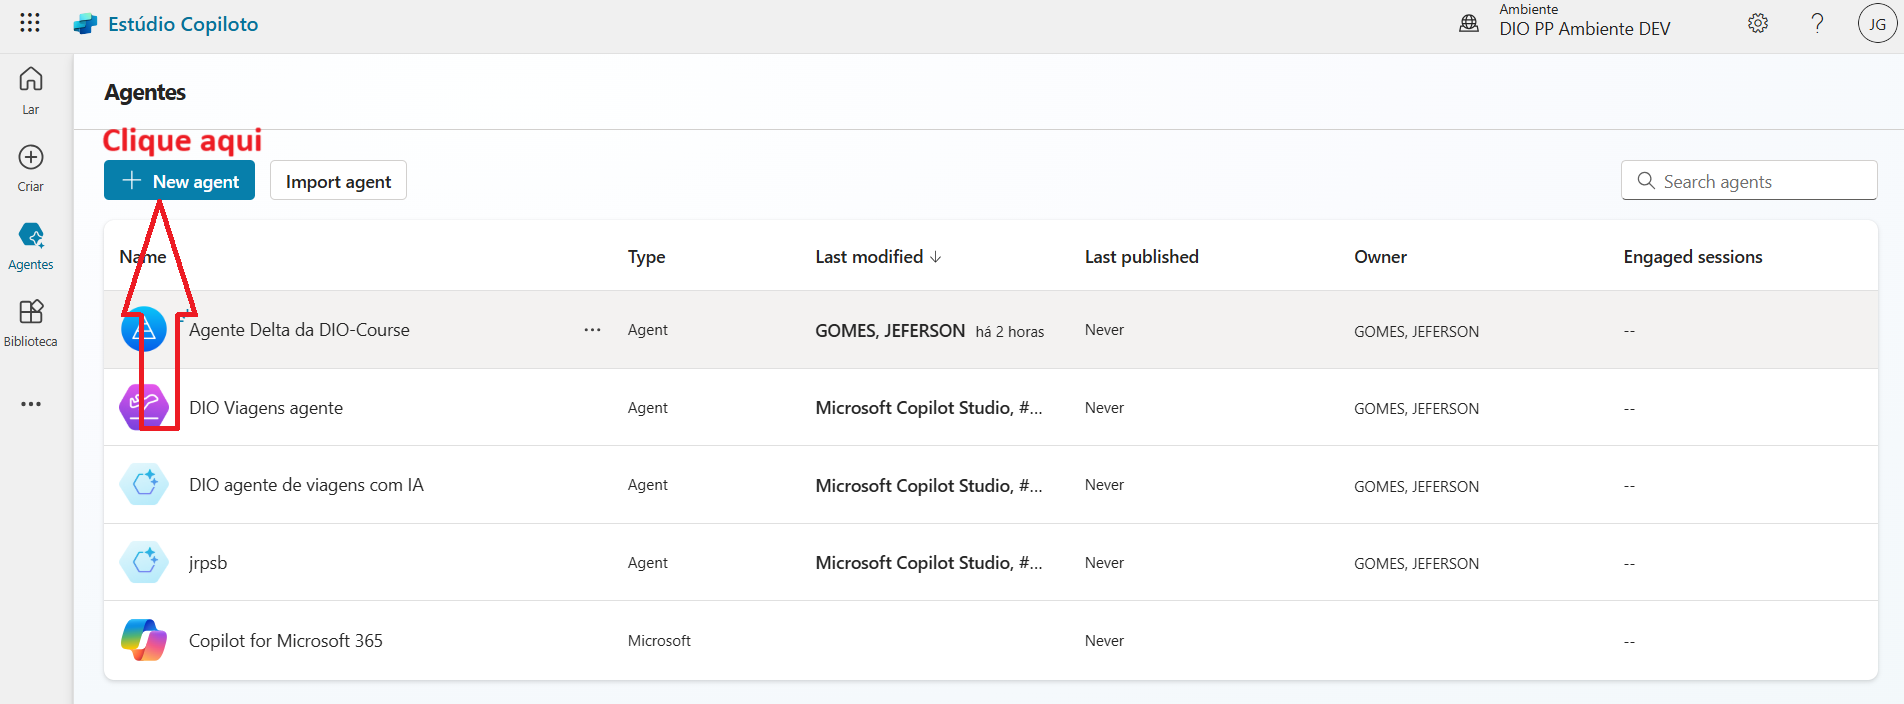 Estúdio Copiloto
Ambiente
DIO PP Ambiente DEV
JG
Lar
Criar
Agentes
Biblioteca
Agentes
Clique aqui
New agent
Import agent
Search agents
Name Type Last modified Last published Owner Engaged sessions
Agente Delta da DIO-Course ... Agent GOMES, JEFERSON há 2 horas Never GOMES, JEFERSON --
DIO Viagens agente Agent Microsoft Copilot Studio, #... Never GOMES, JEFERSON --
DIO agente de viagens com IA Agent Microsoft Copilot Studio, #... Never GOMES, JEFERSON --
jrpsb Agent Microsoft Copilot Studio, #... Never GOMES, JEFERSON --
Copilot for Microsoft 365 Microsoft Never --